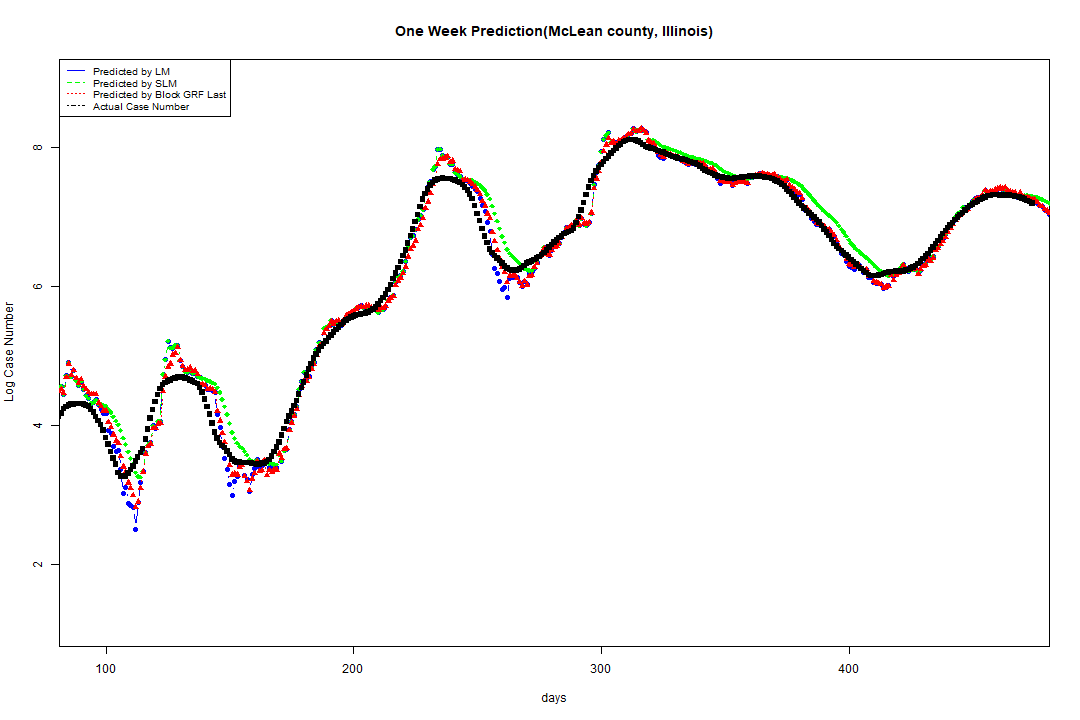 One Week Prediction(McLean county, Illinois)
Predicted by LM
Predicted by SLM
Predicted by Block GRF Last
Actual Case Number
8
6
4
2
Log Case Number
100
200
300
400
days